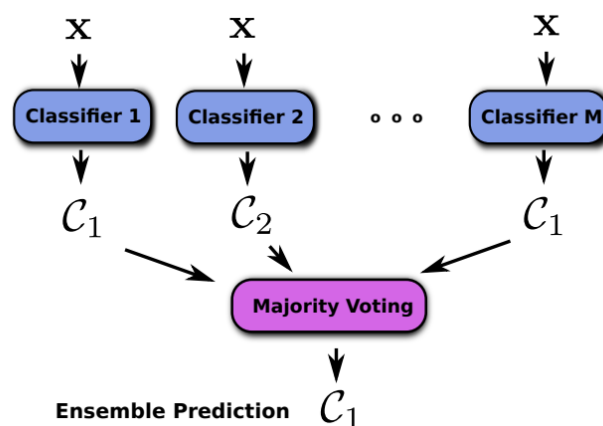 x x x
Classifier 1 Classifier 2 o o o Classifier M
𝒞₁ 𝒞₂ 𝒞₁
Majority Voting
Ensemble Prediction 𝒞₁